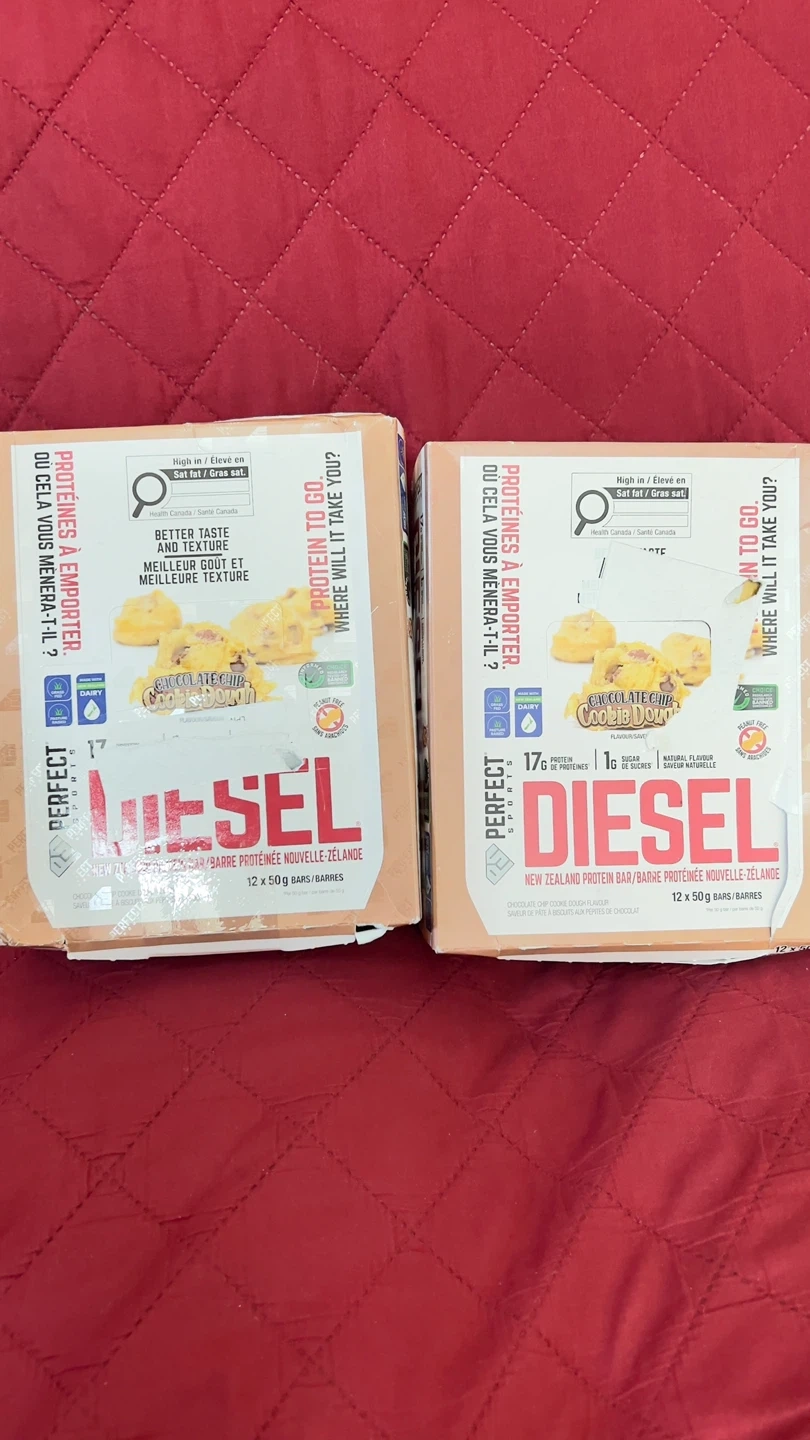 PROTÉINES À EMPORTER.
OÙ CELA VOUS MÈNERA-T-IL ?
High in / Élevé en
Sat fat / Gras sat.
Health Canada / Santé Canada
BETTER TASTE
AND TEXTURE
MEILLEUR GOÛT ET
MEILLEURE TEXTURE
PROTEIN TO GO.
WHERE WILL IT TAKE YOU?
CHOCOLATE CHIP
Cookie Dough
DAIRY
PEANUT FREE
SANS ARACHIDES
17
PERFECT
SPORTS
DIESEL
BAR/BARRE PROTÉINÉE NOUVELLE-ZÉLANDE
12 x 50g BARS/BARRES
PROTÉINES À EMPORTER.
OÙ CELA VOUS MÈNERA-T-IL ?
High in / Élevé en
Sat fat / Gras sat.
Health Canada / Santé Canada
IN TO GO.
WHERE WILL IT TAKE YOU?
CHOCOLATE CHIP
Cookie Dough
DAIRY
PEANUT FREE
SANS ARACHIDES
17G PROTEIN
DE PROTÉINES
1G SUGAR
DE SUCRES
NATURAL FLAVOUR
SAVEUR NATURELLE
PERFECT
SPORTS
DIESEL
NEW ZEALAND PROTEIN BAR/BARRE PROTÉINÉE NOUVELLE-ZÉLANDE
12 x 50g BARS/BARRES
CHOCOLATE CHIP COOKIE DOUGH FLAVOUR
SAVEUR DE PÂTE À BISCUITS AUX PEPITES DE CHOCOLAT